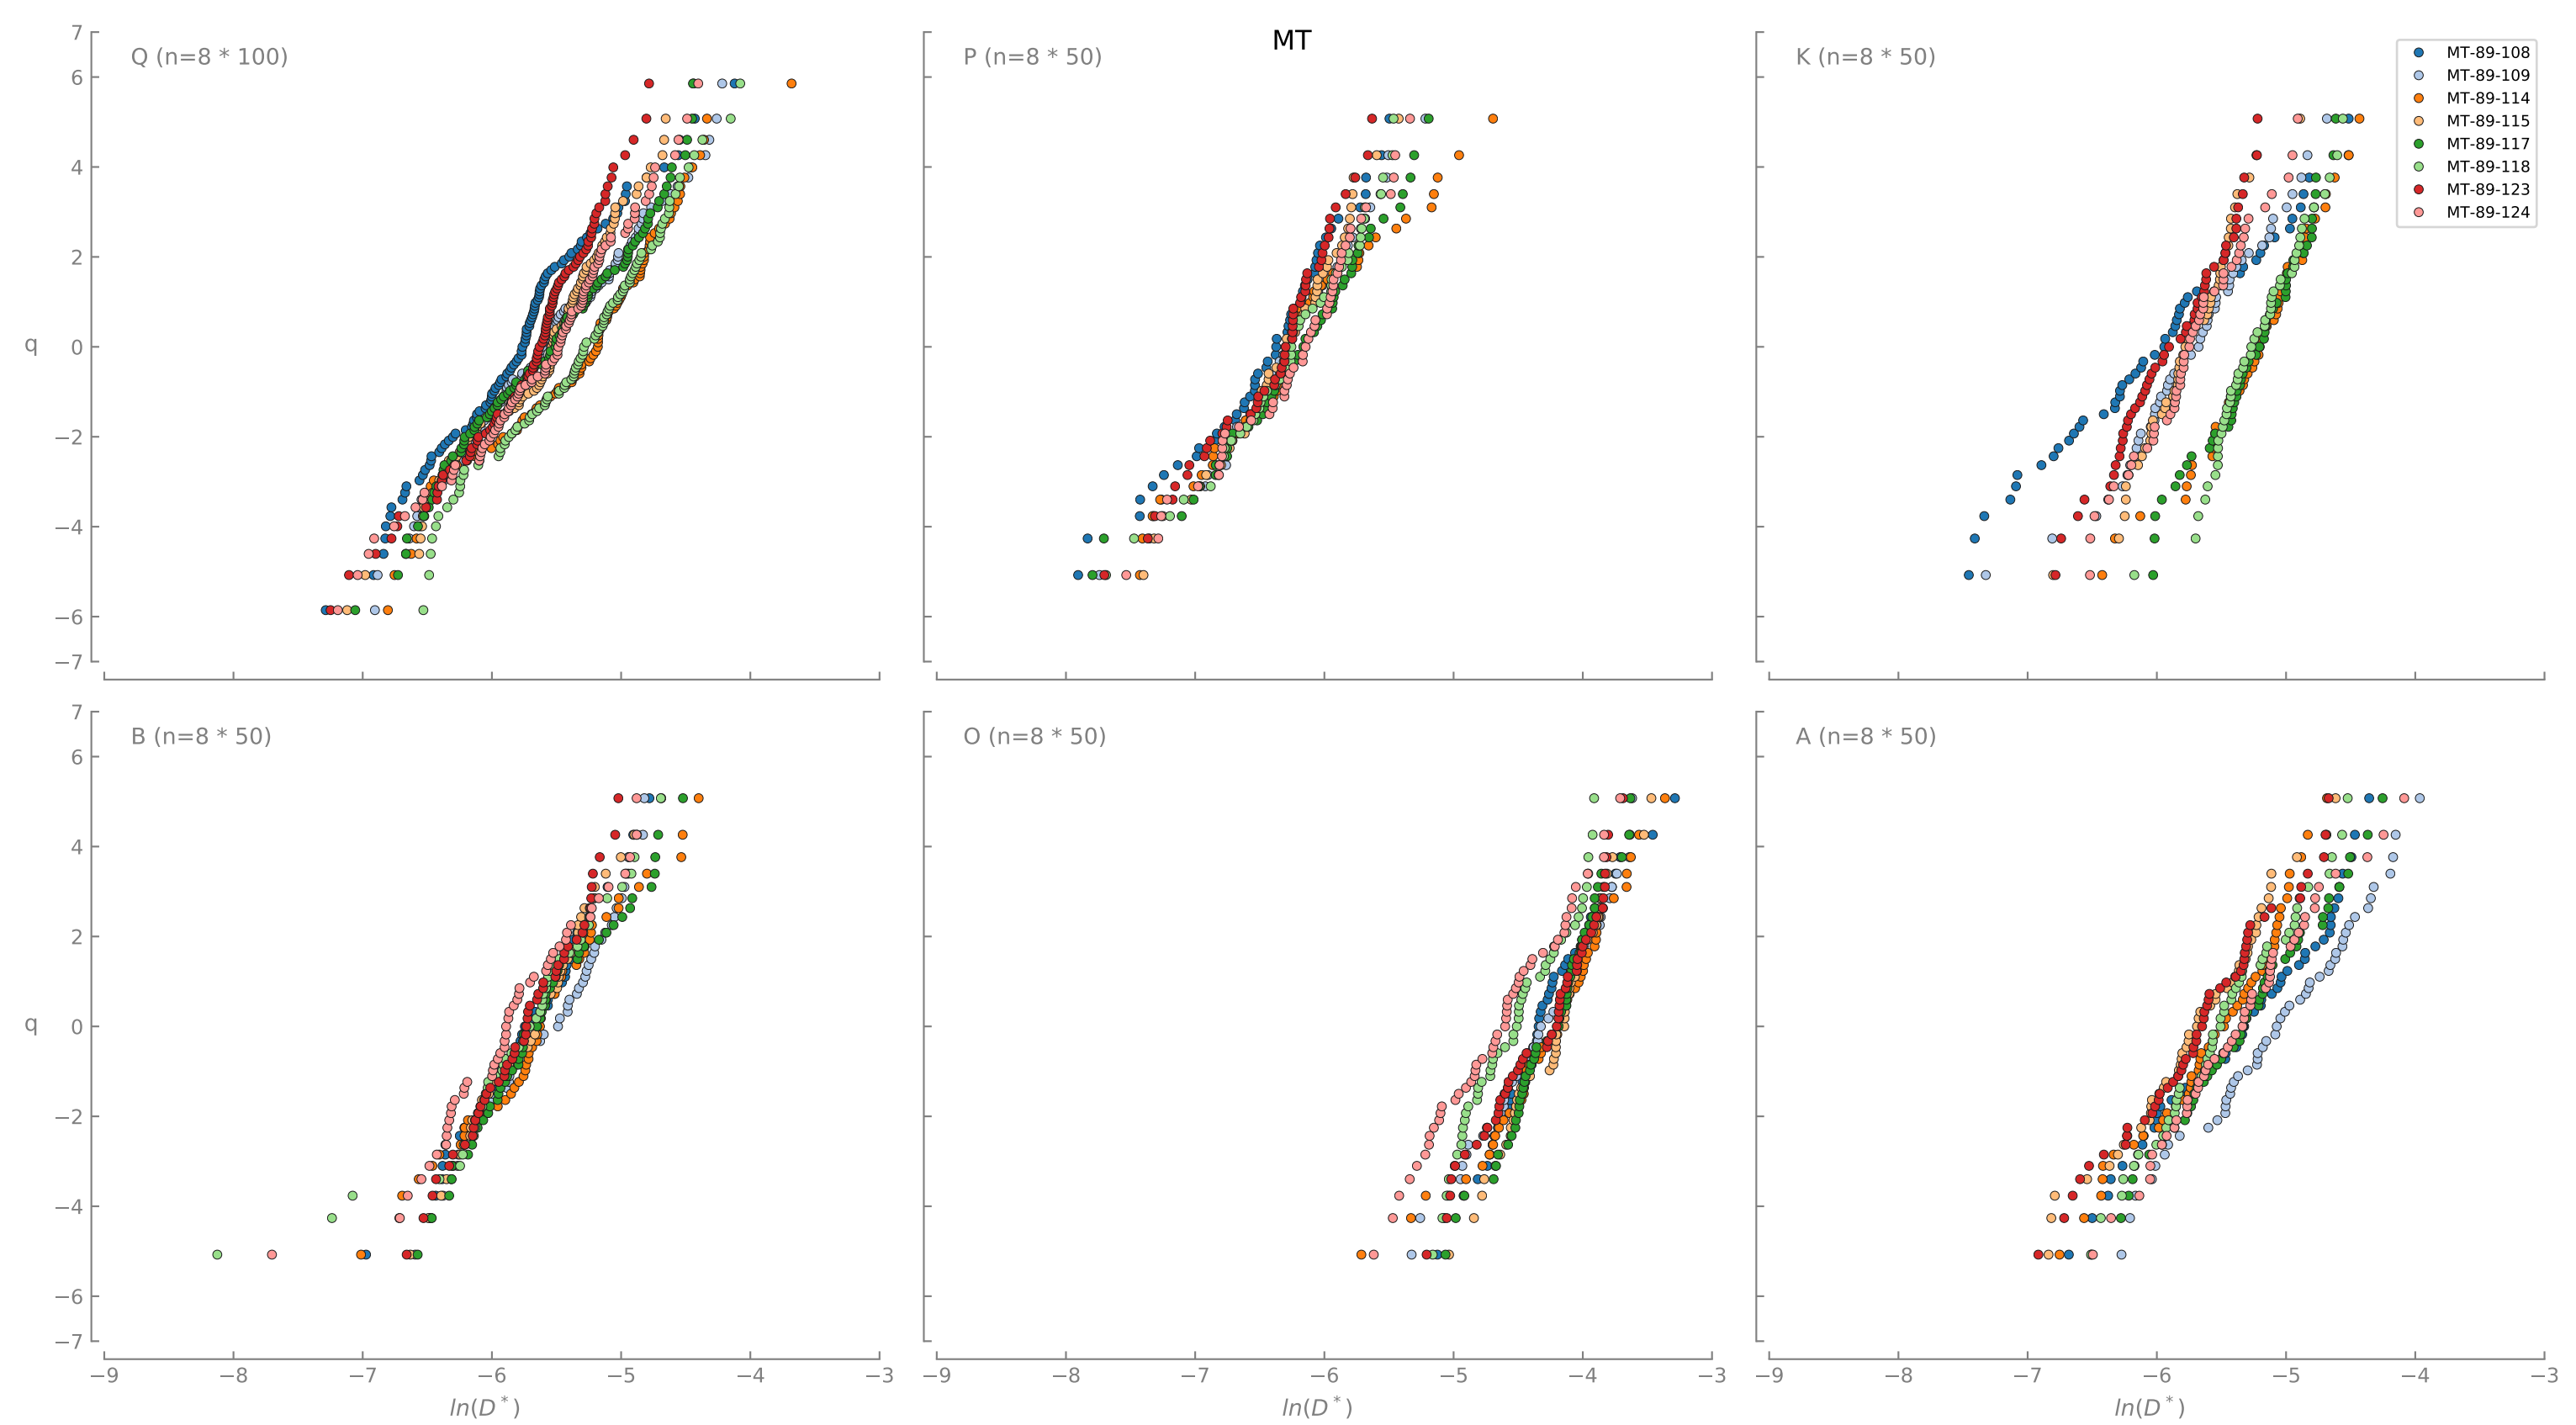 MT
Q (n=8 * 100)
P (n=8 * 50)
K (n=8 * 50)
MT-89-108
MT-89-109
MT-89-114
MT-89-115
MT-89-117
MT-89-118
MT-89-123
MT-89-124
7
6
4
2
0
−2
−4
−6
−7
q
B (n=8 * 50)
O (n=8 * 50)
A (n=8 * 50)
7
6
4
2
0
−2
−4
−6
−7
q
−9 −8 −7 −6 −5 −4 −3
−9 −8 −7 −6 −5 −4 −3
−9 −8 −7 −6 −5 −4 −3
ln(D*)
ln(D*)
ln(D*)